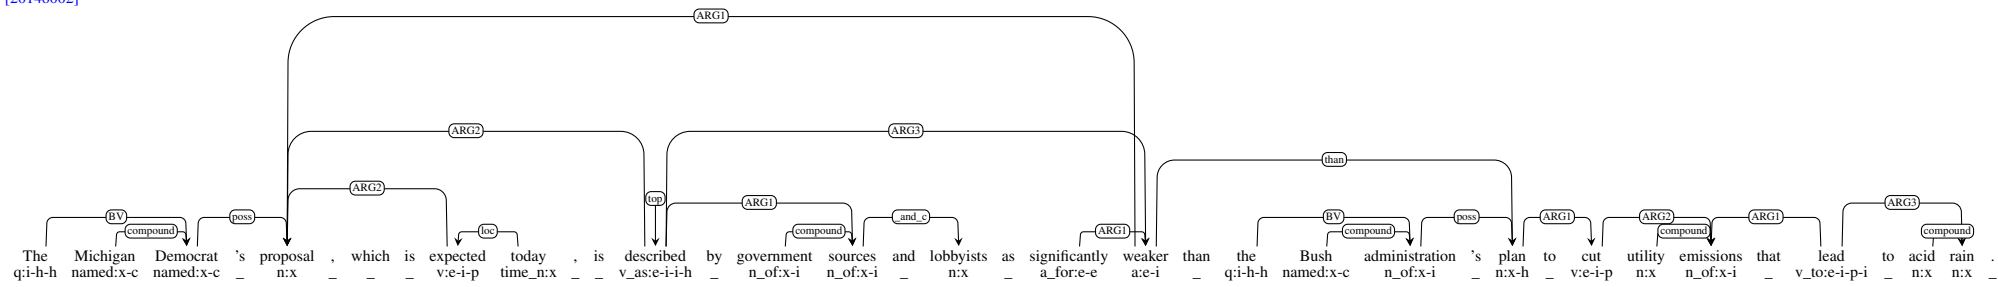 ARG1
ARG2 ARG3
than
ARG2 top ARG1 ARG3
BV poss _and_c BV poss ARG1 ARG2 ARG1
compound loc compound ARG1 compound compound compound
The Michigan Democrat 's proposal , which is expected today , is described by government sources and lobbyists as significantly weaker than the Bush administration 's plan to cut utility emissions that lead to acid rain .
q:i-h-h named:x-c named:x-c _ n:x _ _ _ v:e-i-p time_n:x _ _ v_as:e-i-i-h _ n_of:x-i n_of:x-i _ n:x _ a_for:e-e a:e-i _ q:i-h-h named:x-c n_of:x-i _ n:x-h _ v:e-i-p n:x n_of:x-i _ v_to:e-i-p-i _ n:x n:x _